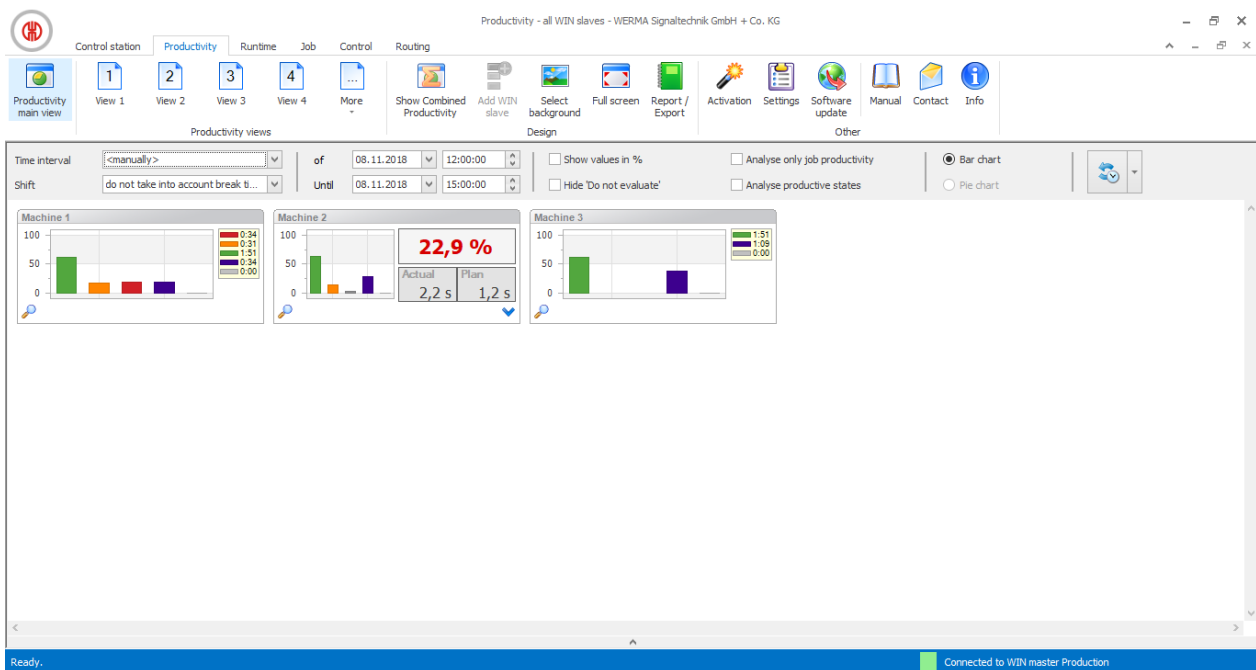 Productivity - all WIN slaves - WERMA Signaltechnik GmbH + Co. KG
Control station Productivity Runtime Job Control Routing
1 2 3 4 ...
Productivity main view
View 1
View 2
View 3
View 4
More
Show Combined Productivity
Add WIN slave
Select background
Full screen
Report / Export
Activation
Settings
Software update
Manual
Contact
Info
Productivity views
Design
Other
Time interval <manually> of 08.11.2018 12:00:00 Show values in % Analyse only job productivity Bar chart
Shift do not take into account break ti... Until 08.11.2018 15:00:00 Hide 'Do not evaluate' Analyse productive states Pie chart
Machine 1
100
50
0
0:34
0:31
1:51
0:34
0:00
Machine 2
100
50
0
22,9 %
Actual Plan
2,2 s 1,2 s
Machine 3
100
50
0
1:51
1:09
0:00
Ready. Connected to WIN master Production